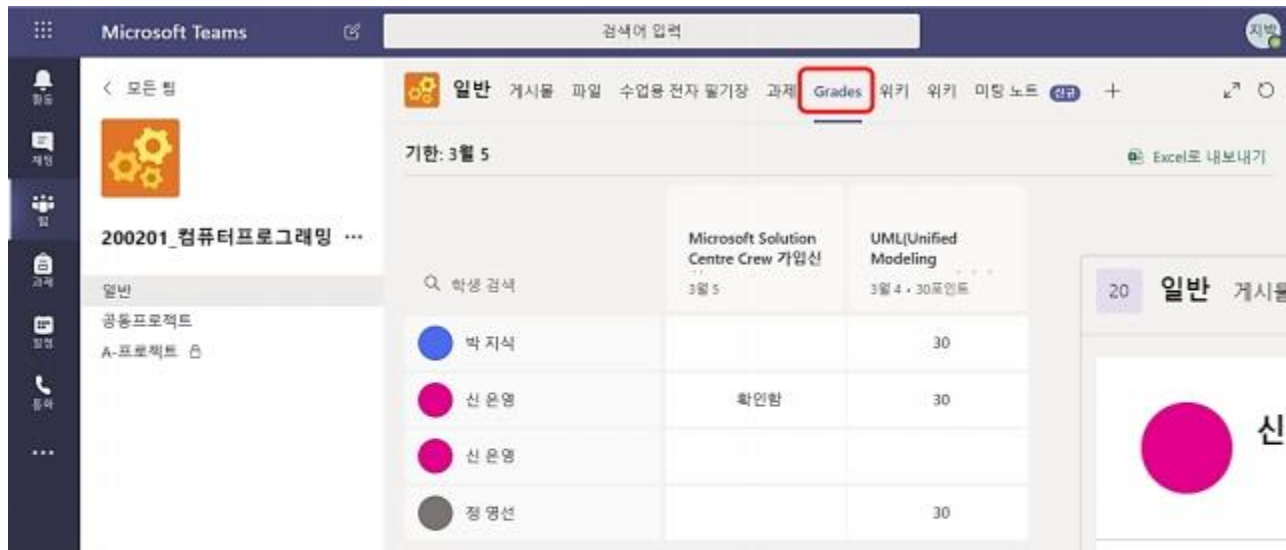 Microsoft Teams
검색어 입력
지박
활동
채팅
팀
과제
일정
통화
< 모든 팀
200201_컴퓨터프로그래밍 ···
일반
공동프로젝트
A-프로젝트
일반 게시물 파일 수업용 전자 필기장 과제 Grades 위키 위키 미팅 노트 신규 +
기한: 3월 5
Excel로 내보내기
학생 검색
Microsoft Solution
Centre Crew 가입신
3월 5
UML(Unified
Modeling
3월 4 • 30포인트
박 지식
30
신 은영
확인함
30
신 은영
정 영선
30
20 일반 게시물
신